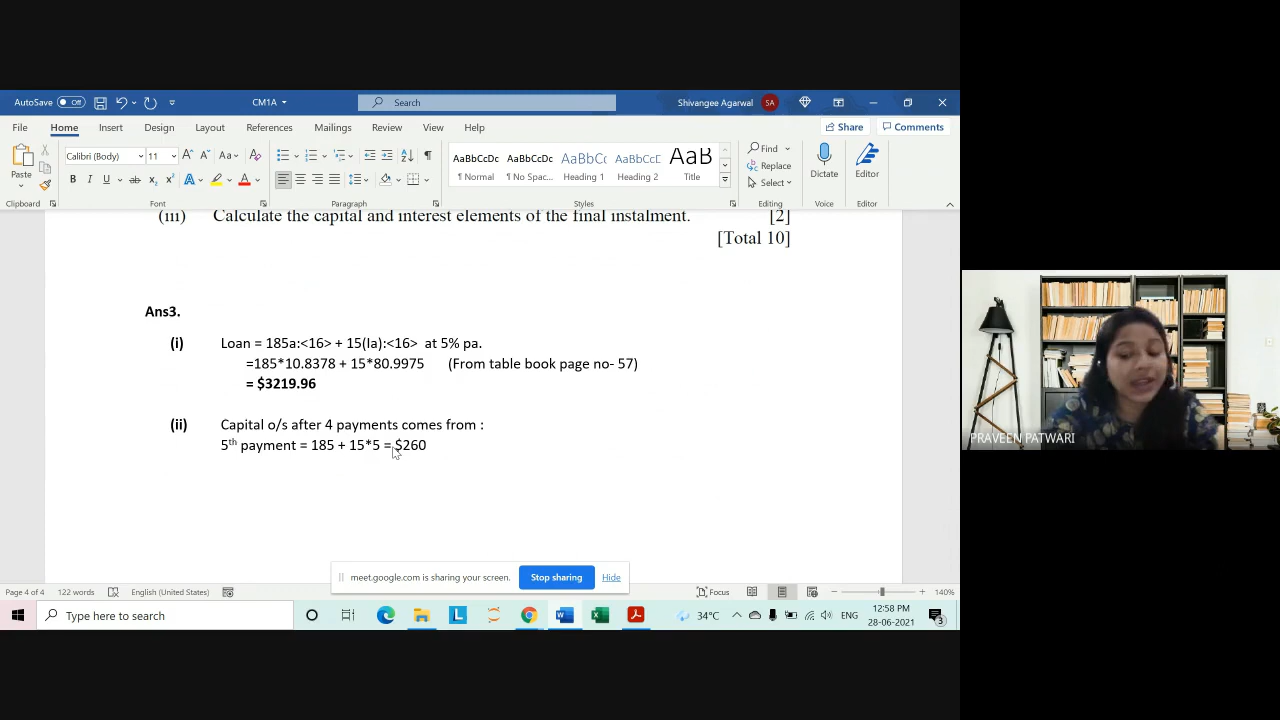 AutoSave Off CM1A Search Shivangee Agarwal SA
File Home Insert Design Layout References Mailings Review View Help Share Comments
Paste Calibri (Body) 11 Aa AaBbCcDc AaBbCcDc AaBbCc AaBbCcD AaB Find Replace Select Dictate Editor
¶ Normal ¶ No Spac... Heading 1 Heading 2 Title
Clipboard Font Paragraph Styles Editing Voice Editor
(iii) Calculate the capital and interest elements of the final instalment. [2]
[Total 10]
Ans3.
(i) Loan = 185a:<16> + 15(Ia):<16> at 5% pa.
=185*10.8378 + 15*80.9975 (From table book page no- 57)
= $3219.96
(ii) Capital o/s after 4 payments comes from :
5th payment = 185 + 15*5 = $260
PRAVEEN PATWARI
meet.google.com is sharing your screen. Stop sharing Hide
Page 4 of 4 122 words English (United States) Focus 140%
Type here to search 34°C ENG 12:58 PM
28-06-2021 3